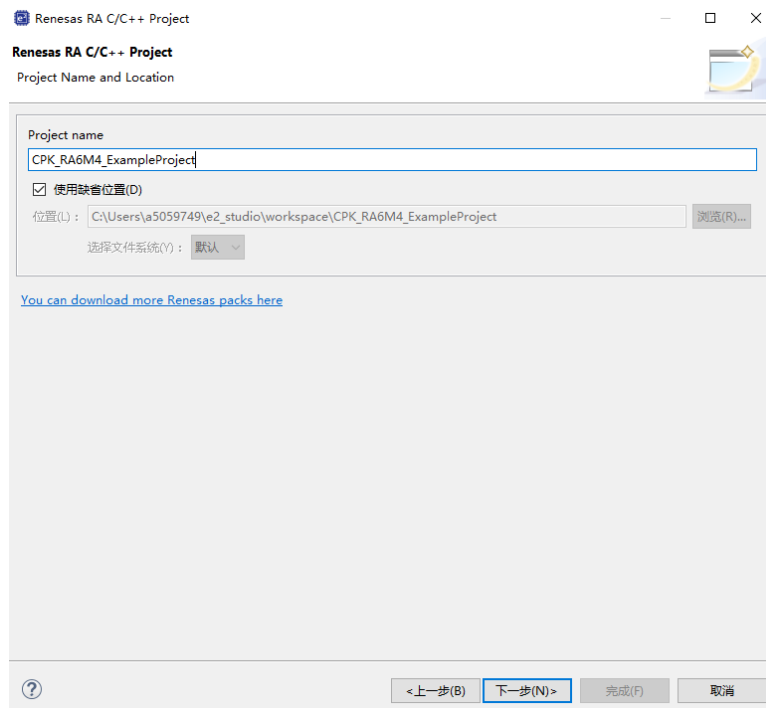 Renesas RA C/C++ Project
Renesas RA C/C++ Project
Project Name and Location
Project name
CPK_RA6M4_ExampleProject
使用缺省位置(D)
位置(L)： C:\Users\a5059749\e2_studio\workspace\CPK_RA6M4_ExampleProject 浏览(R)...
选择文件系统(Y)： 默认
You can download more Renesas packs here
? <上一步(B) 下一步(N)> 完成(F) 取消